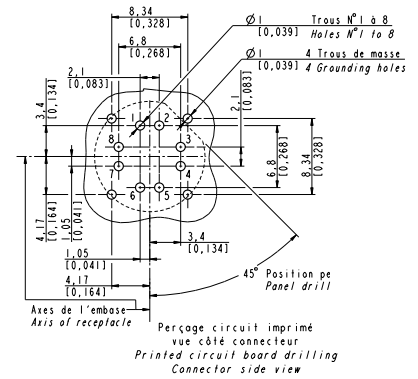 8,34
[0,328]
Ø 1
[0,039]
Trous N°1 à 8
Holes N°1 to 8
6,8
[0,268]
Ø 1
[0,039]
4 Trous de masse
4 Grounding holes
2,1
[0,083]
3,4
[0,134]
2,1
[0,083]
1
2
8
3
7
4
6
5
6,8
[0,268]
8,34
[0,328]
4,17
[0,164]
1,05
[0,041]
1,05
[0,041]
3,4
[0,134]
4,17
[0,164]
45° Position pe
Panel drill
Axes de l'embase
Axis of receptacle
Perçage circuit imprimé
vue côté connecteur
Printed circuit board drilling
Connector side view